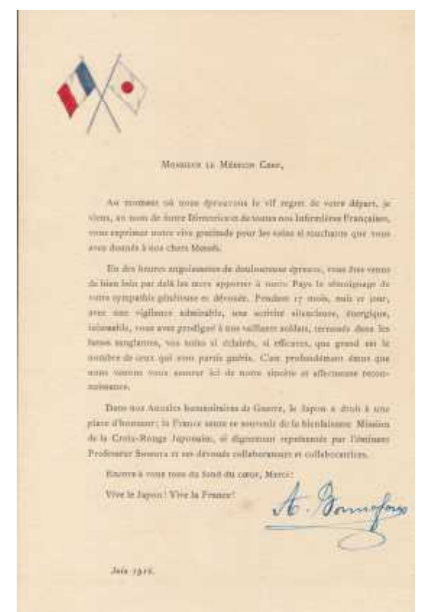 Monsieur le Médecin Chef,
Au moment où nous éprouvons le vif regret de votre départ, je
viens, au nom de notre Directrice et de toutes nos Infirmières Françaises,
vous exprimer notre vive gratitude pour les soins si touchants que vous
avez donnés à nos chers blessés.
En des heures angoissantes de douloureuse épreuve, vous êtes venus
de bien loin par delà les mers apporter à notre Pays le témoignage de
votre sympathie généreuse et dévouée. Pendant 17 mois, nuit et jour,
avec une vigilance admirable, une activité silencieuse, énergique,
inlassable, vous avez prodigué à nos vaillants soldats, terrassés dans les
luttes sanglantes, vos soins si éclairés, si efficaces, que grand est le
nombre de ceux qui sont partis guéris. C'est profondément émus que
nous venons vous assurer ici de notre sincère et affectueuse recon-
naissance.
Dans nos Annales humanitaires de Guerre, le Japon a droit à une
place d'honneur; la France saura se souvenir de la bienfaisante Mission
de la Croix-Rouge Japonaise, si dignement représentée par l'éminent
Professeur et ses dévoués collaborateurs et collaboratrices.
à vous tous du fond du cœur, Merci!
Vive le Japon! Vive la France!
Juin 1916.